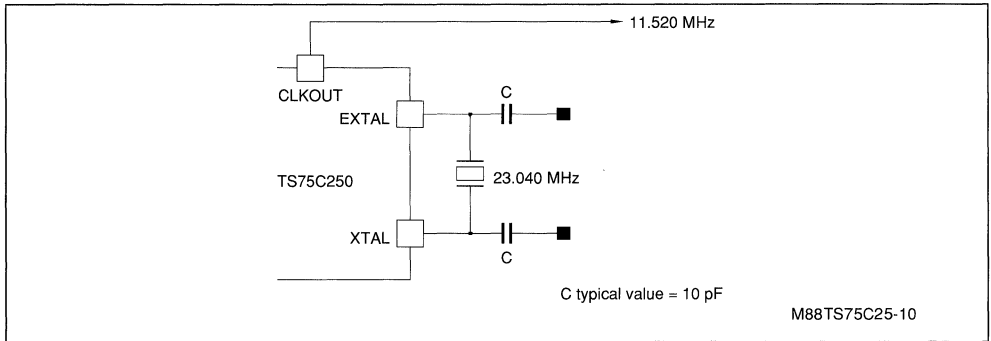 11.520 MHz
CLKOUT
C
EXTAL
TS75C250
23.040 MHz
XTAL
C
C typical value = 10 pF
M88TS75C25-10